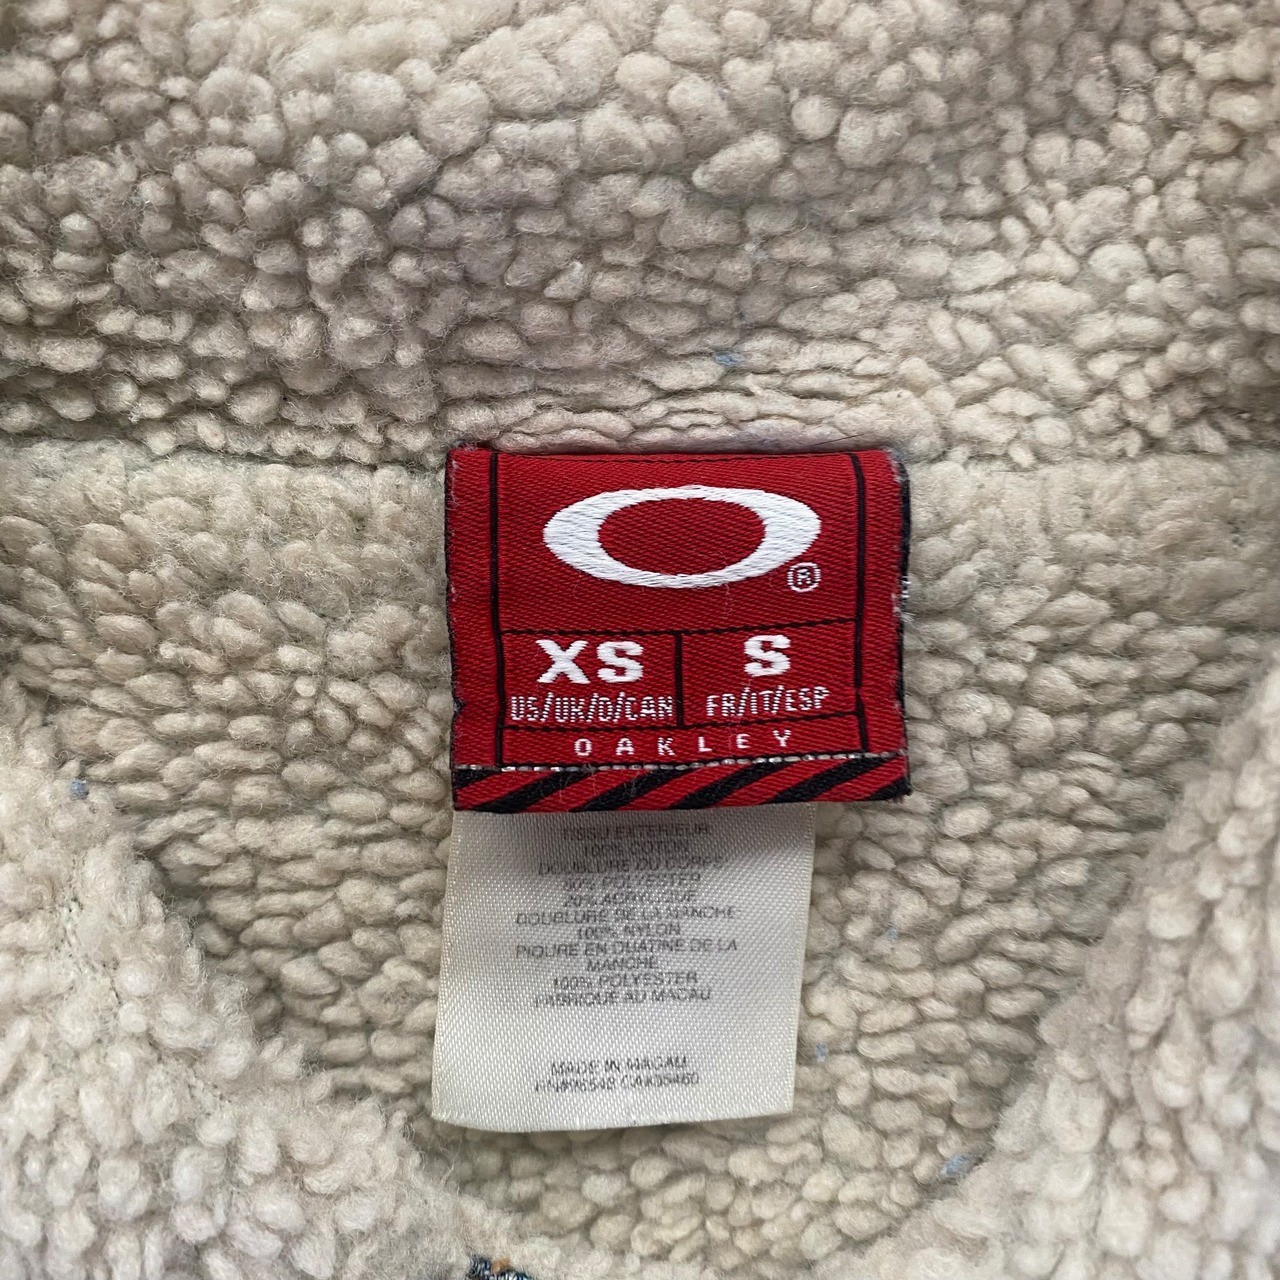 ®
XS S
US/UK/D/CAN FR/IT/ESP
OAKLEY
TISSU EXTERIEUR:
100% COTON
DOUBLURE DU CORPS:
80% POLYESTER
20% ACRYLIQUE
DOUBLURE DE LA MANCHE:
100% NYLON
PIQURE EN OUATINE DE LA
MANCHE
100% POLYESTER
FABRIQUE AU MACAU
MADE IN MACAU